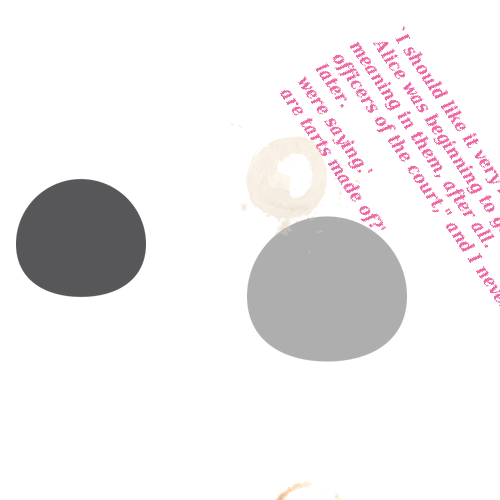 `I should like it very
Alice was beginning to
meaning in them, after all.
officers of the court," and I never
later.
were saying.'
are tarts made of?'